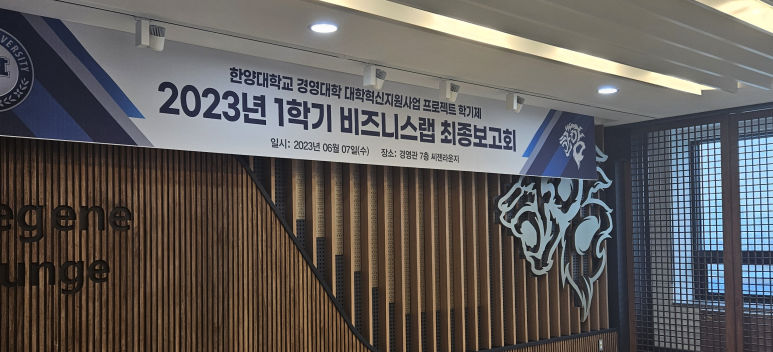 한양대학교 경영대학 대학혁신지원사업 프로젝트 학기제
2023년 1학기 비즈니스랩 최종보고회
일시: 2023년 06월 07일(수) 장소: 경영관 7층 씨젠라운지
egene
unge